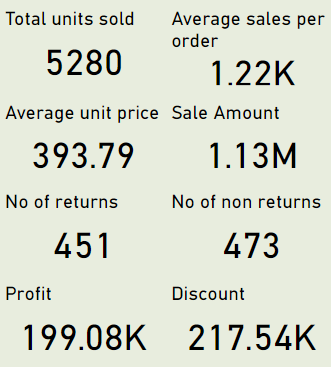 Total units sold
5280
Average sales per
order
1.22K
Average unit price
393.79
Sale Amount
1.13M
No of returns
451
No of non returns
473
Profit
199.08K
Discount
217.54K